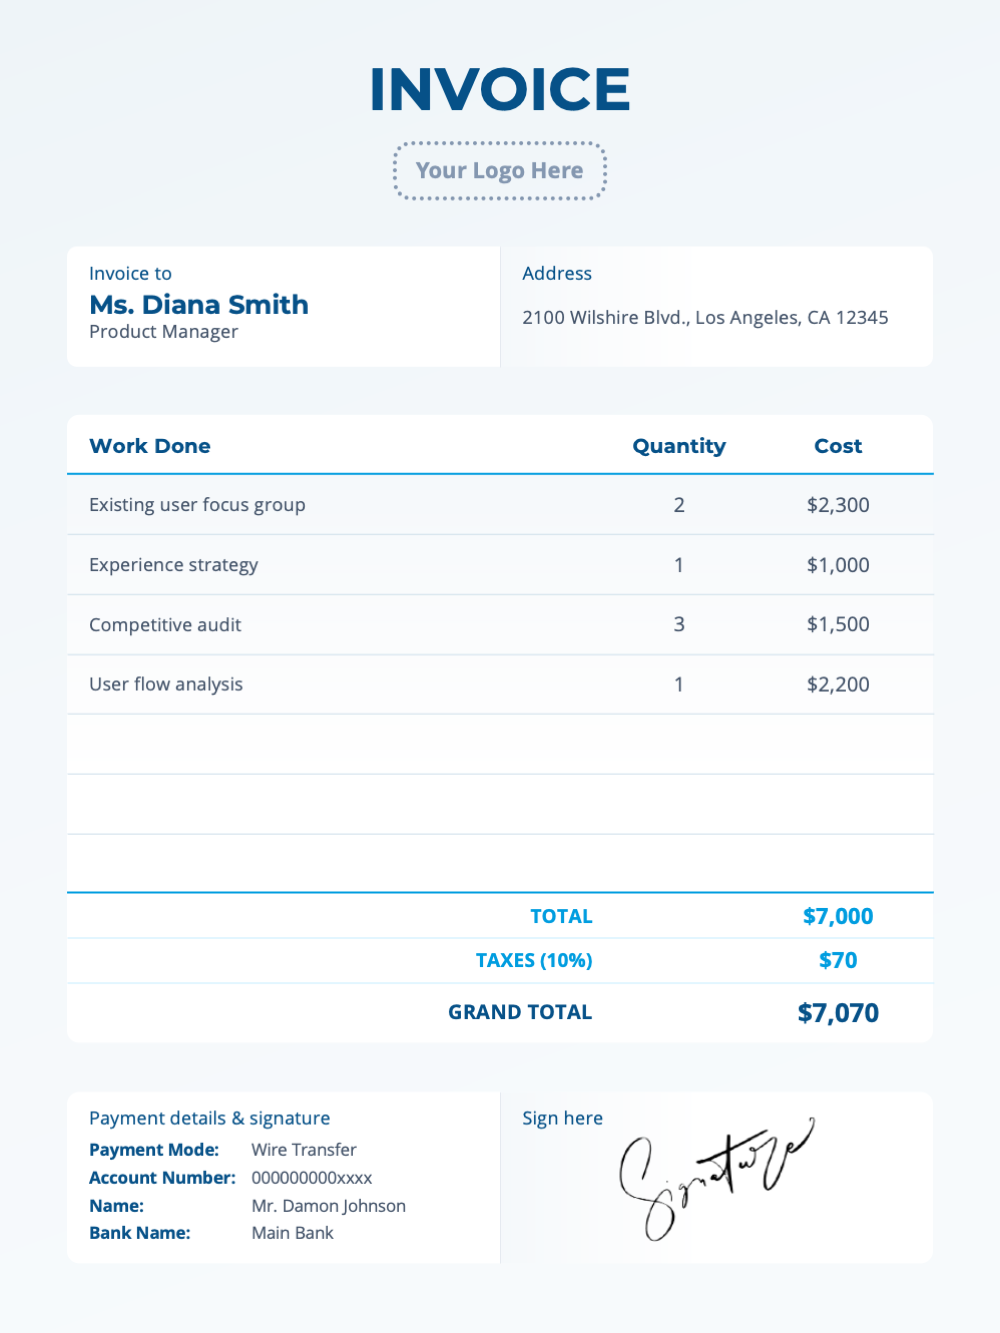 INVOICE
Your Logo Here
Invoice to
Ms. Diana Smith
Product Manager
Address
2100 Wilshire Blvd., Los Angeles, CA 12345
Work Done Quantity Cost
Existing user focus group 2 $2,300
Experience strategy 1 $1,000
Competitive audit 3 $1,500
User flow analysis 1 $2,200
TOTAL $7,000
TAXES (10%) $70
GRAND TOTAL $7,070
Payment details & signature
Payment Mode: Wire Transfer
Account Number: 000000000xxxx
Name: Mr. Damon Johnson
Bank Name: Main Bank
Sign here
Signature